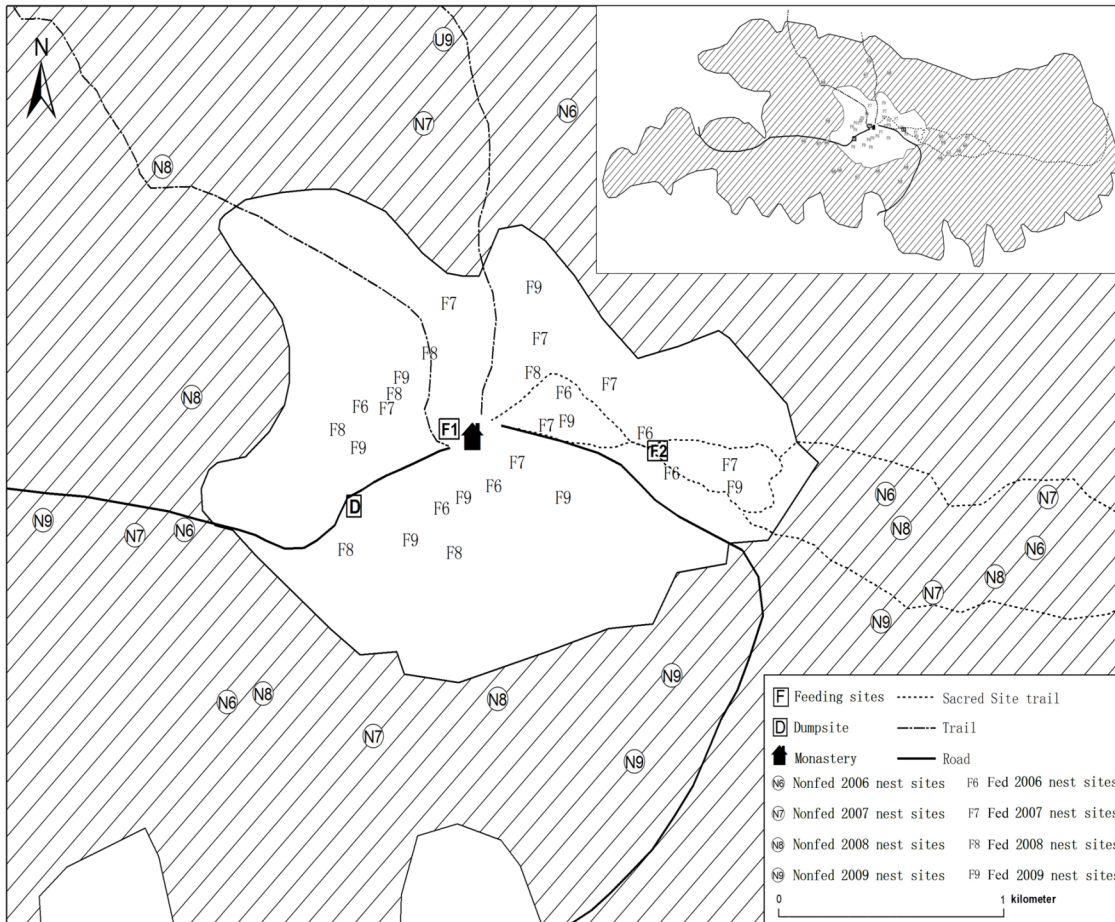 U9
N
N6
N7
N8
F9
F7
F7
F8
F8
F9
F7
F8
F6
N8
F6
F7
F9
F7
F8
F1
F6
F9
F2
F7
F7
F6
F9
N6
N7
F6
F9
F9
D
F6
N9
N6
N7
N8
F9
F8
F8
N6
N8
N7
N9
N9
N8
N6
N8
N7
N9
F Feeding sites
Sacred Site trail
D Dumpsite
Trail
Monastery
Road
N6 Nonfed 2006 nest sites F6 Fed 2006 nest sites
N7 Nonfed 2007 nest sites F7 Fed 2007 nest sites
N8 Nonfed 2008 nest sites F8 Fed 2008 nest sites
N9 Nonfed 2009 nest sites F9 Fed 2009 nest sites
0 1 kilometer